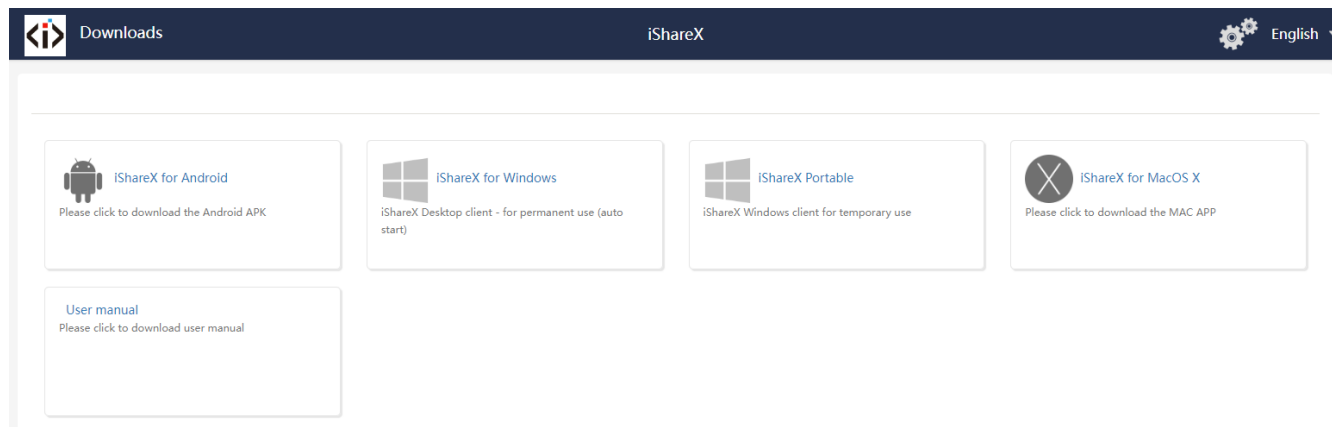 <i> Downloads
iShareX
English
iShareX for Android
Please click to download the Android APK
iShareX for Windows
iShareX Desktop client - for permanent use (auto
start)
iShareX Portable
iShareX Windows client for temporary use
iShareX for MacOS X
Please click to download the MAC APP
User manual
Please click to download user manual